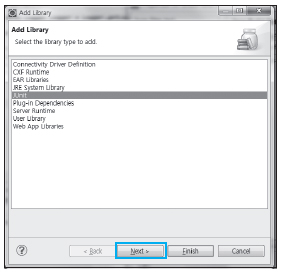 Add Library
Add Library
Select the library type to add.
Connectivity Driver Definition
CXF Runtime
EAR Libraries
JRE System Library
JUnit
Plug-in Dependencies
Server Runtime
User Library
Web App Libraries
?
< Back
Next >
Finish
Cancel